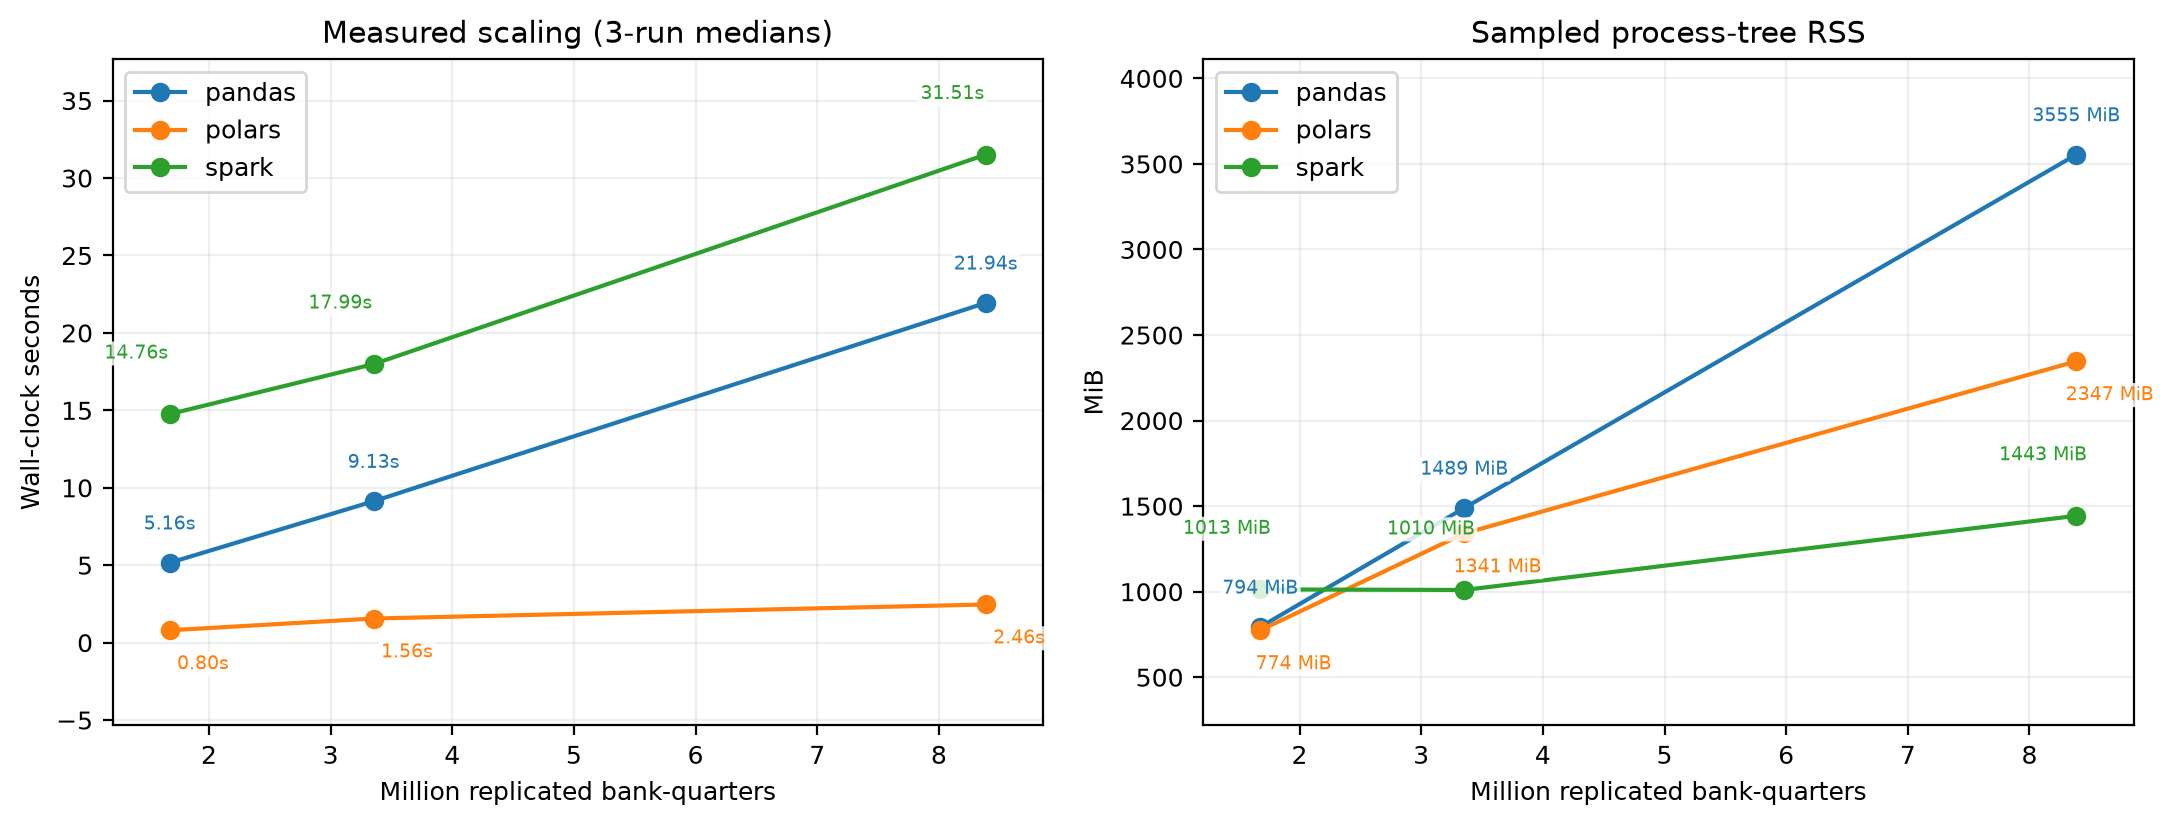 Measured scaling (3-run medians)
pandas
polars
spark
35
30
25
20
15
10
5
0
−5
Wall-clock seconds
14.76s
17.99s
31.51s
5.16s
9.13s
21.94s
0.80s
1.56s
2.46s
2
3
4
5
6
7
8
Million replicated bank-quarters
Sampled process-tree RSS
pandas
polars
spark
4000
3500
3000
2500
2000
1500
1000
500
MiB
3555 MiB
2347 MiB
1443 MiB
1489 MiB
1013 MiB
1010 MiB
1341 MiB
794 MiB
774 MiB
2
3
4
5
6
7
8
Million replicated bank-quarters